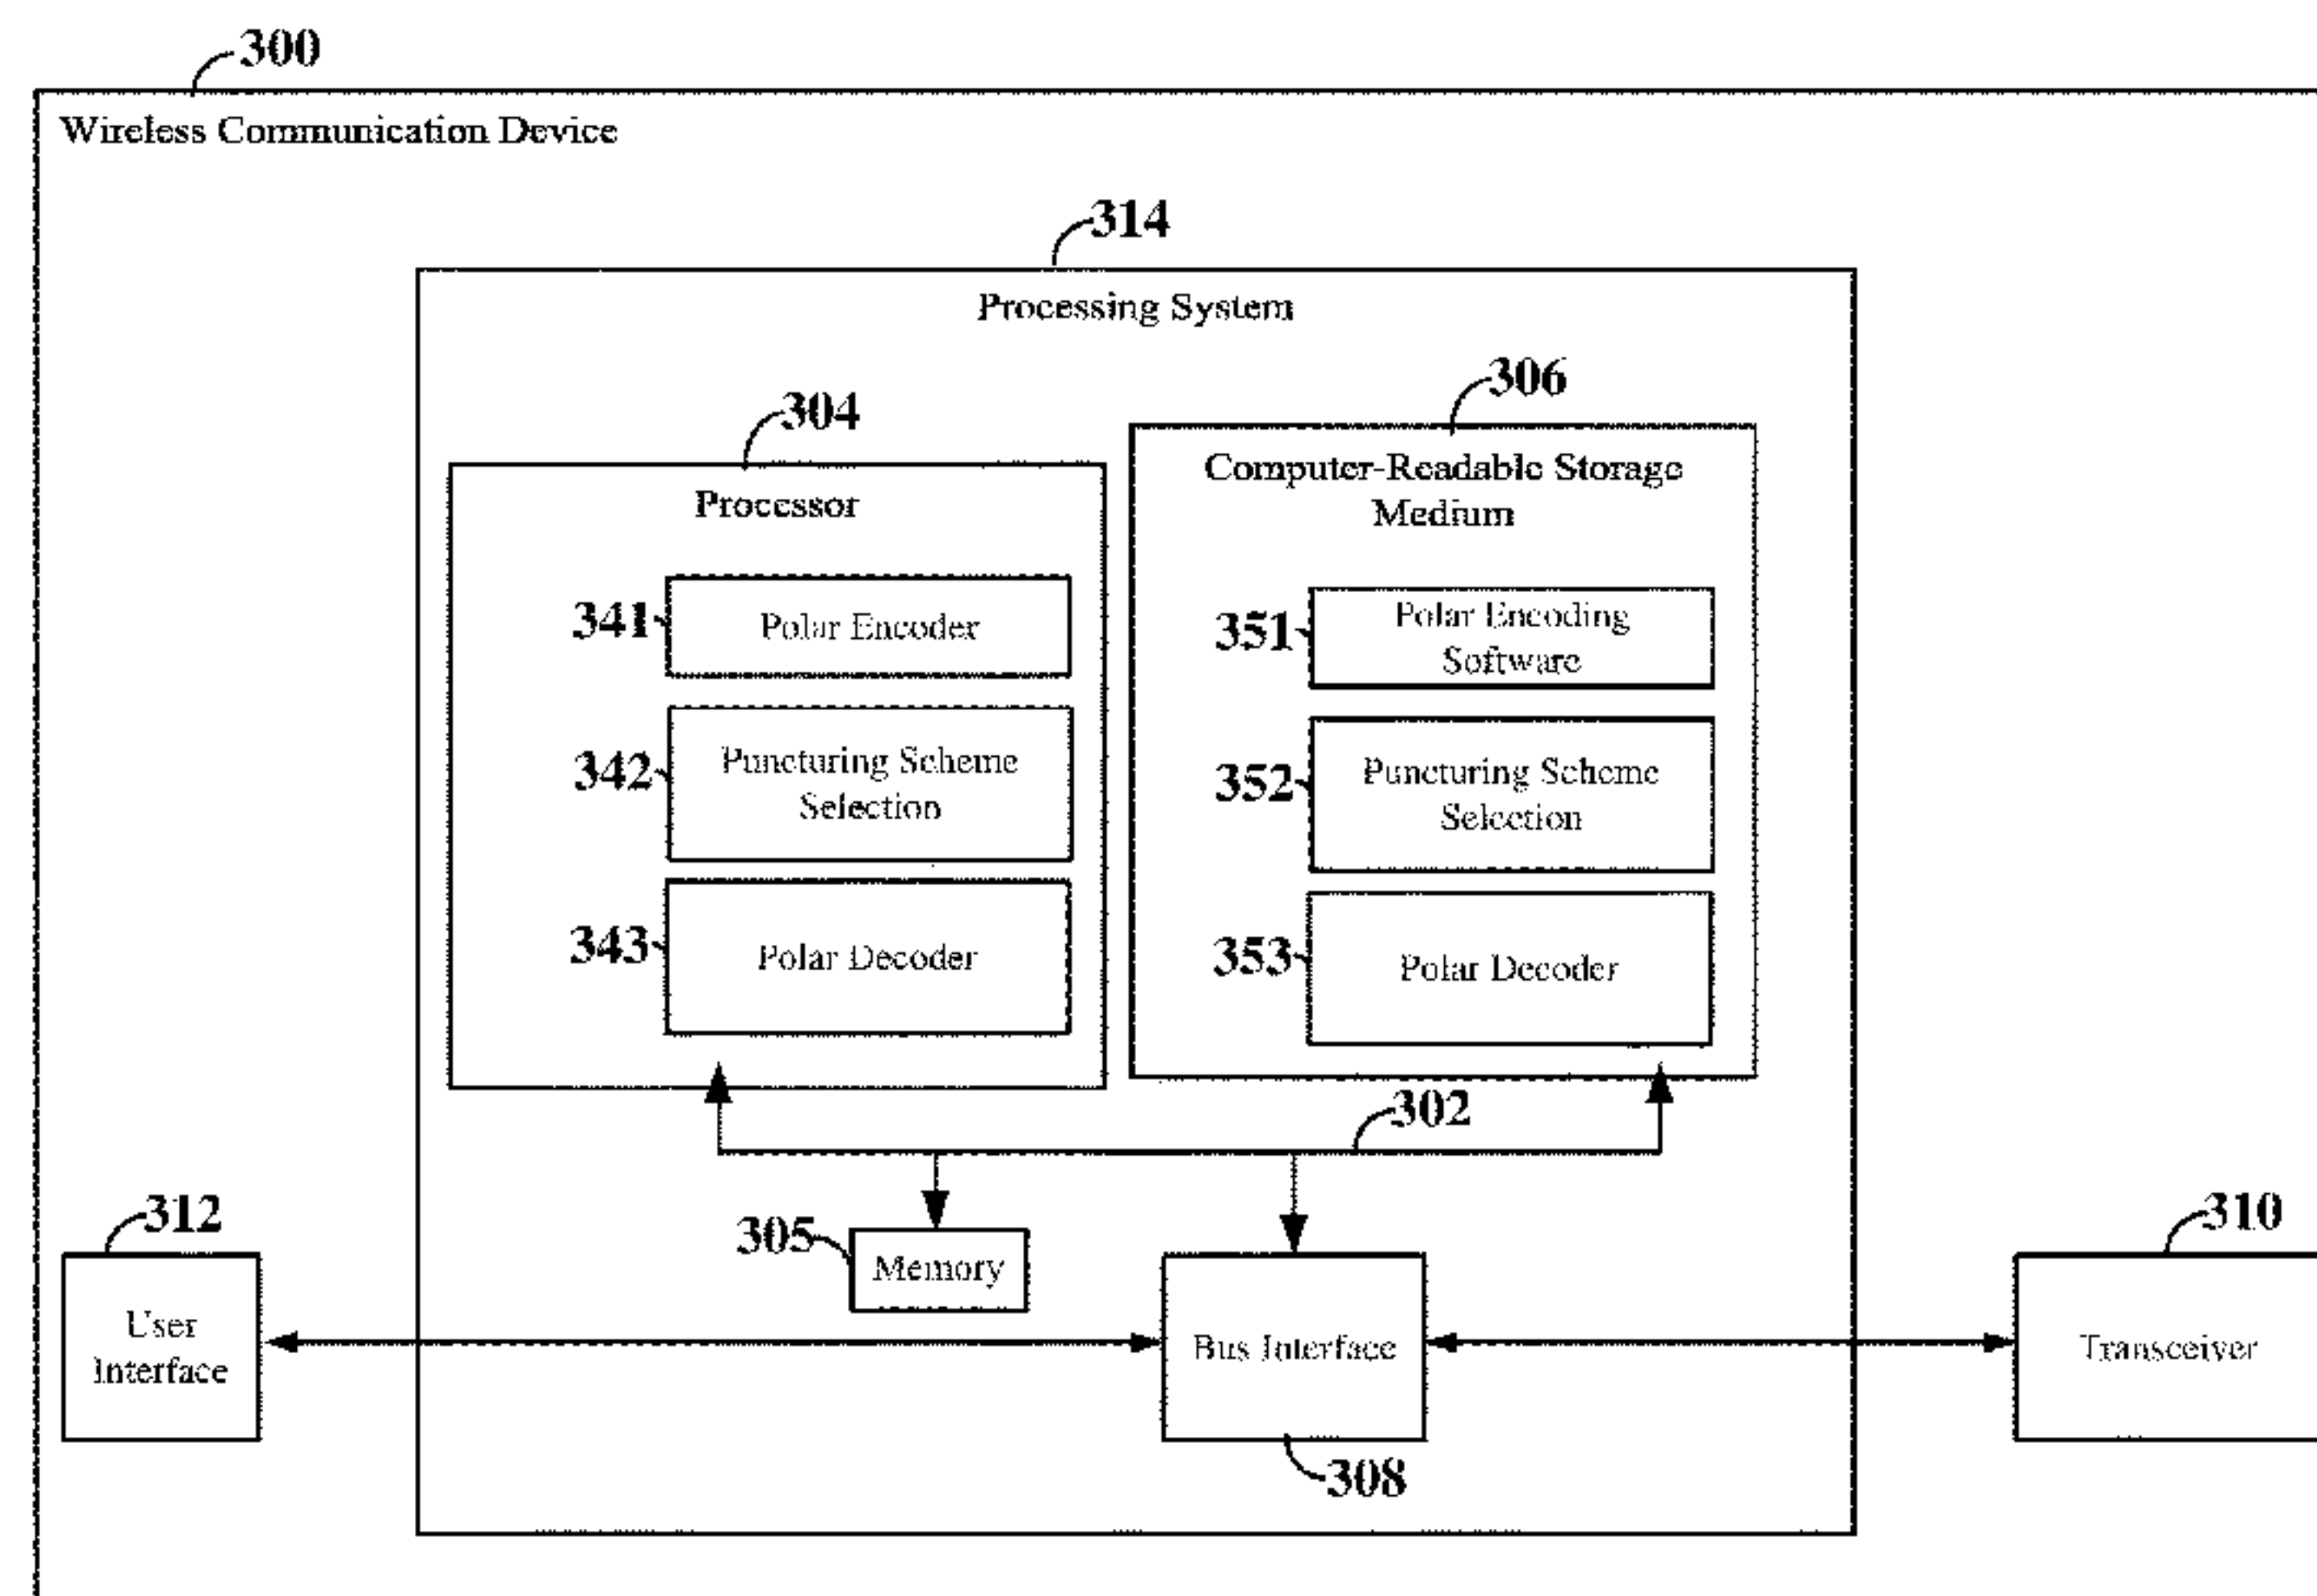 300
Wireless Communication Device
314
Processing System
304
306
Processor
Computer-Readable Storage
Medium
341
Polar Encoder
351
Polar Encoding
Software
342
Puncturing Scheme
Selection
352
Puncturing Scheme
Selection
343
Polar Decoder
353
Polar Decoder
302
312
305
Memory
310
User
Interface
Bus Interface
Transceiver
308